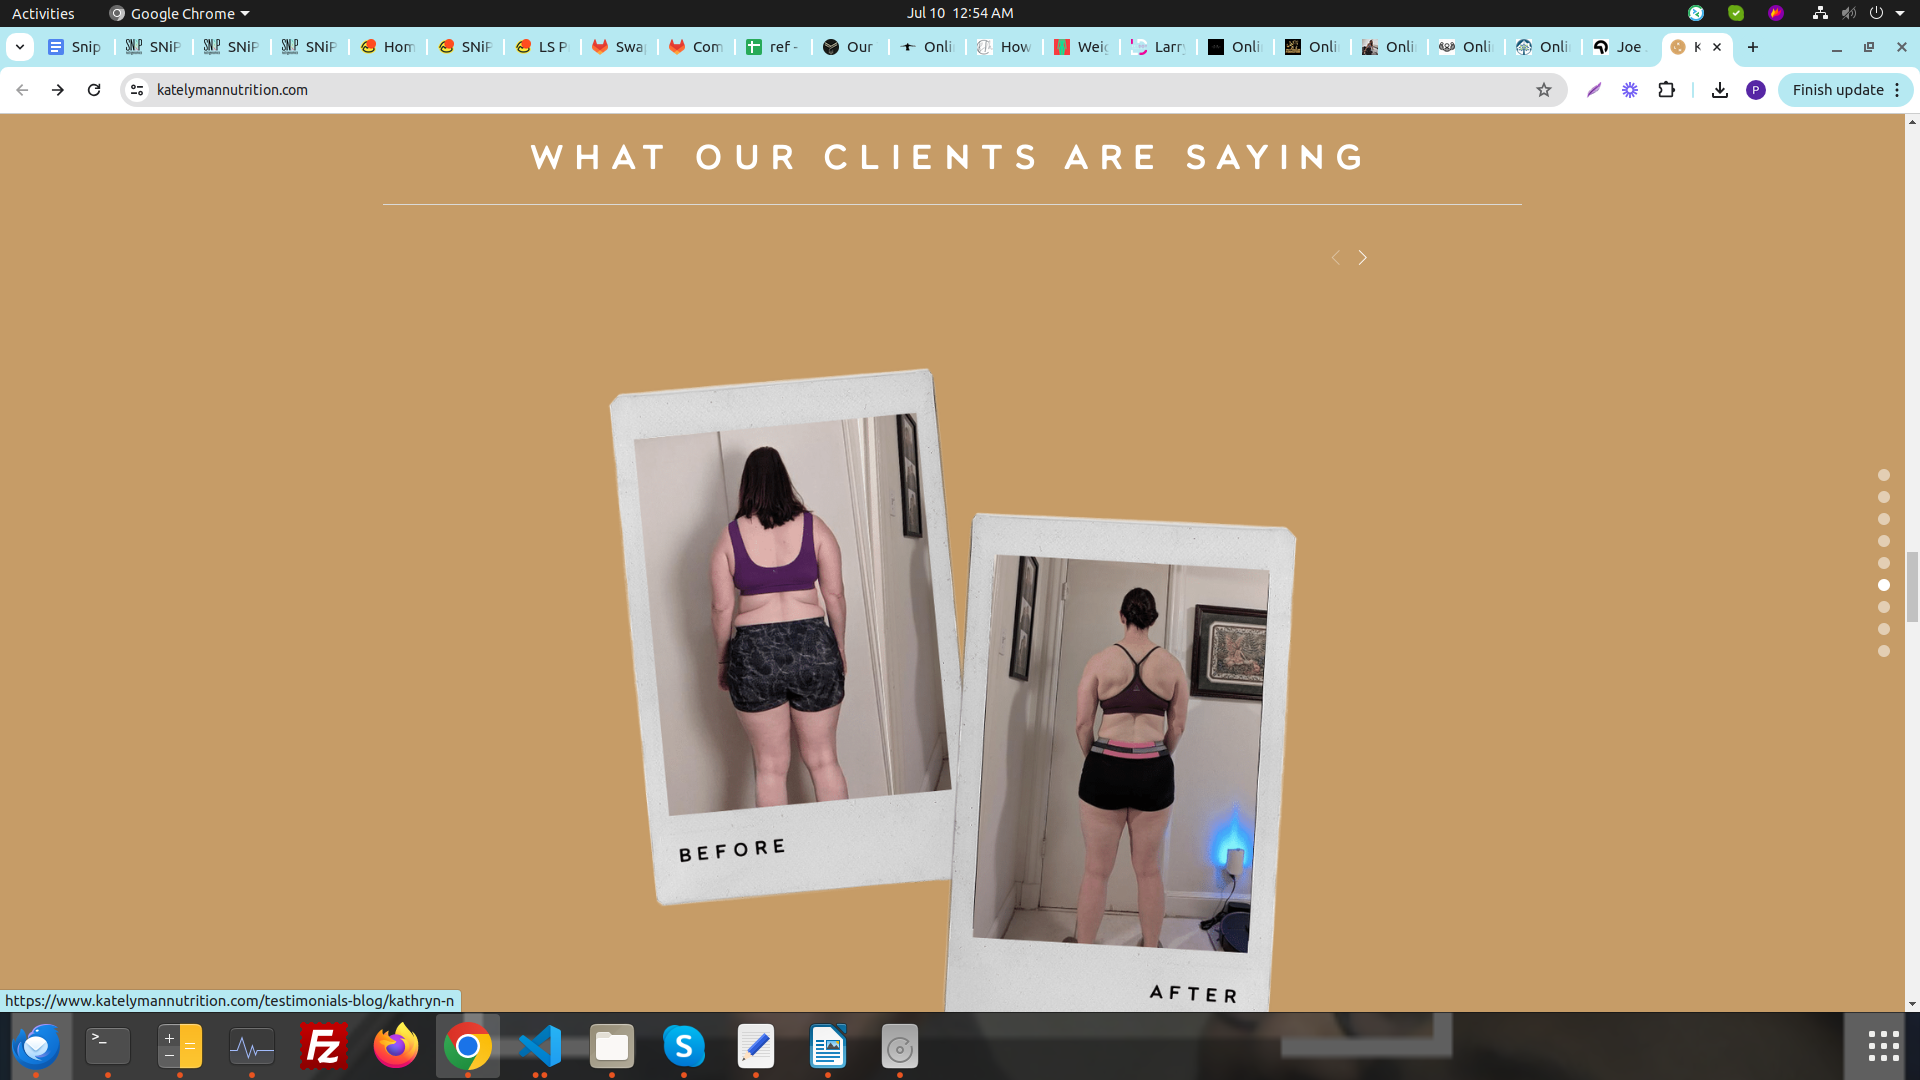 Activities
Google Chrome
Jul 10 12:54 AM
Snip
SNiP
SNiP
SNiP
Hom
SNiP
LS P
Swa
Com
ref -
Our
Onli
How
Weig
Larr
Onli
Onli
Onli
Onli
Onli
Joe
K
katelymannutrition.com
P
Finish update
WHAT OUR CLIENTS ARE SAYING
BEFORE
AFTER
https://www.katelymannutrition.com/testimonials-blog/kathryn-n